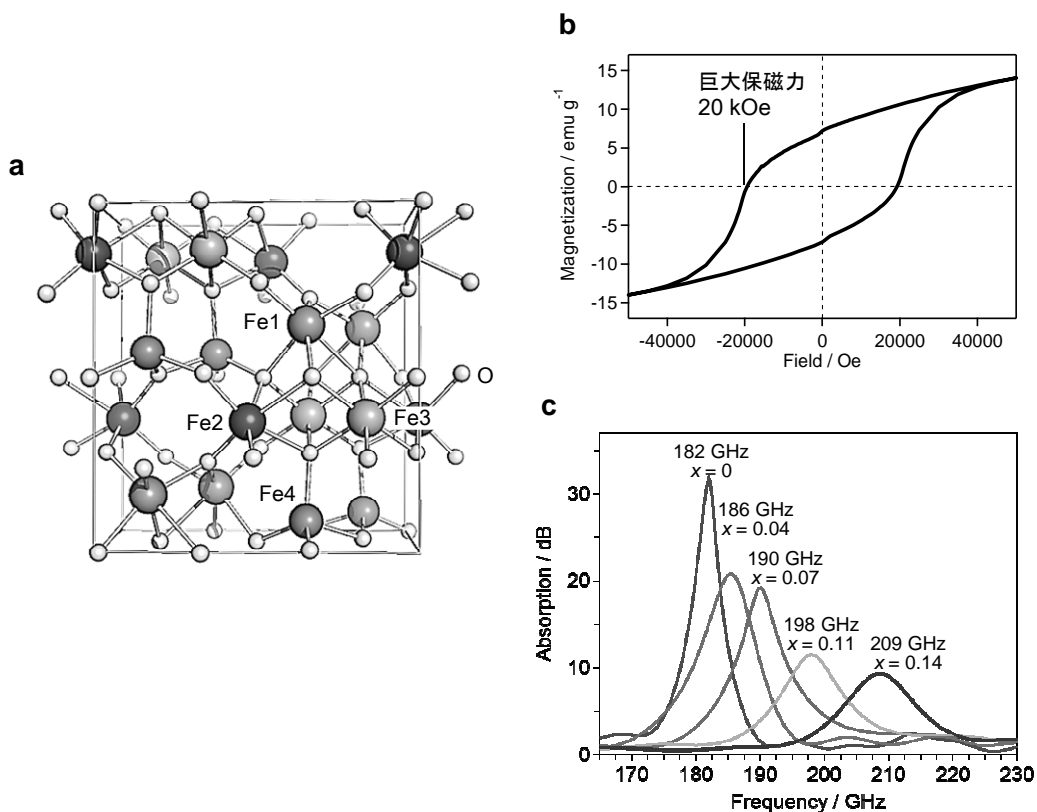 a
Fe1
O
Fe2
Fe3
Fe4
b
巨大保磁力
20 kOe
15
10
5
0
-5
-10
-15
Magnetization / emu g-1
-40000 -20000 0 20000 40000
Field / Oe
c
182 GHz
x = 0
186 GHz
x = 0.04
190 GHz
x = 0.07
198 GHz
x = 0.11
209 GHz
x = 0.14
30
20
10
0
Absorption / dB
170 180 190 200 210 220 230
Frequency / GHz